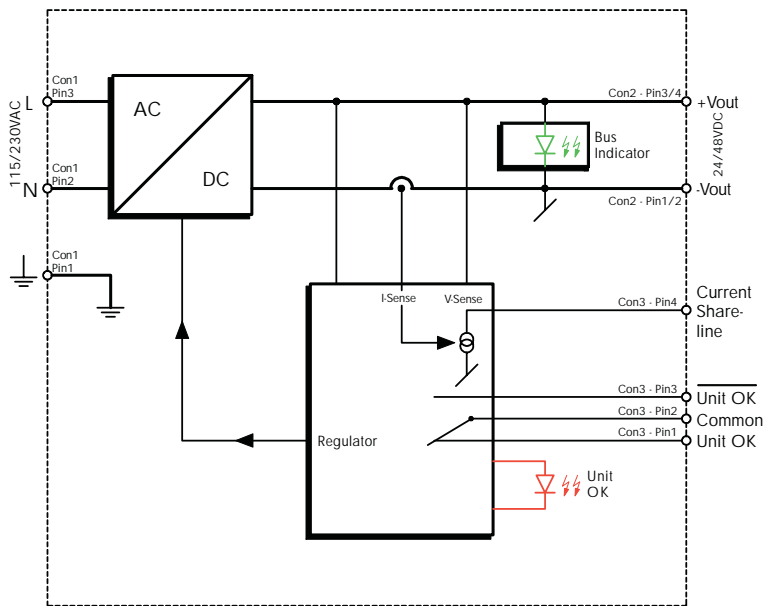 115/230VAC
L
Con1
Pin3
N
Con1
Pin2
Con1
Pin1
AC
DC
Con2 - Pin3/4
+Vout
24/48VDC
Bus
Indicator
-Vout
Con2 - Pin1/2
I-Sense
V-Sense
Con3 - Pin4
Current
Share-
line
Con3 - Pin3
Unit OK
Con3 - Pin2
Common
Con3 - Pin1
Unit OK
Regulator
Unit
OK